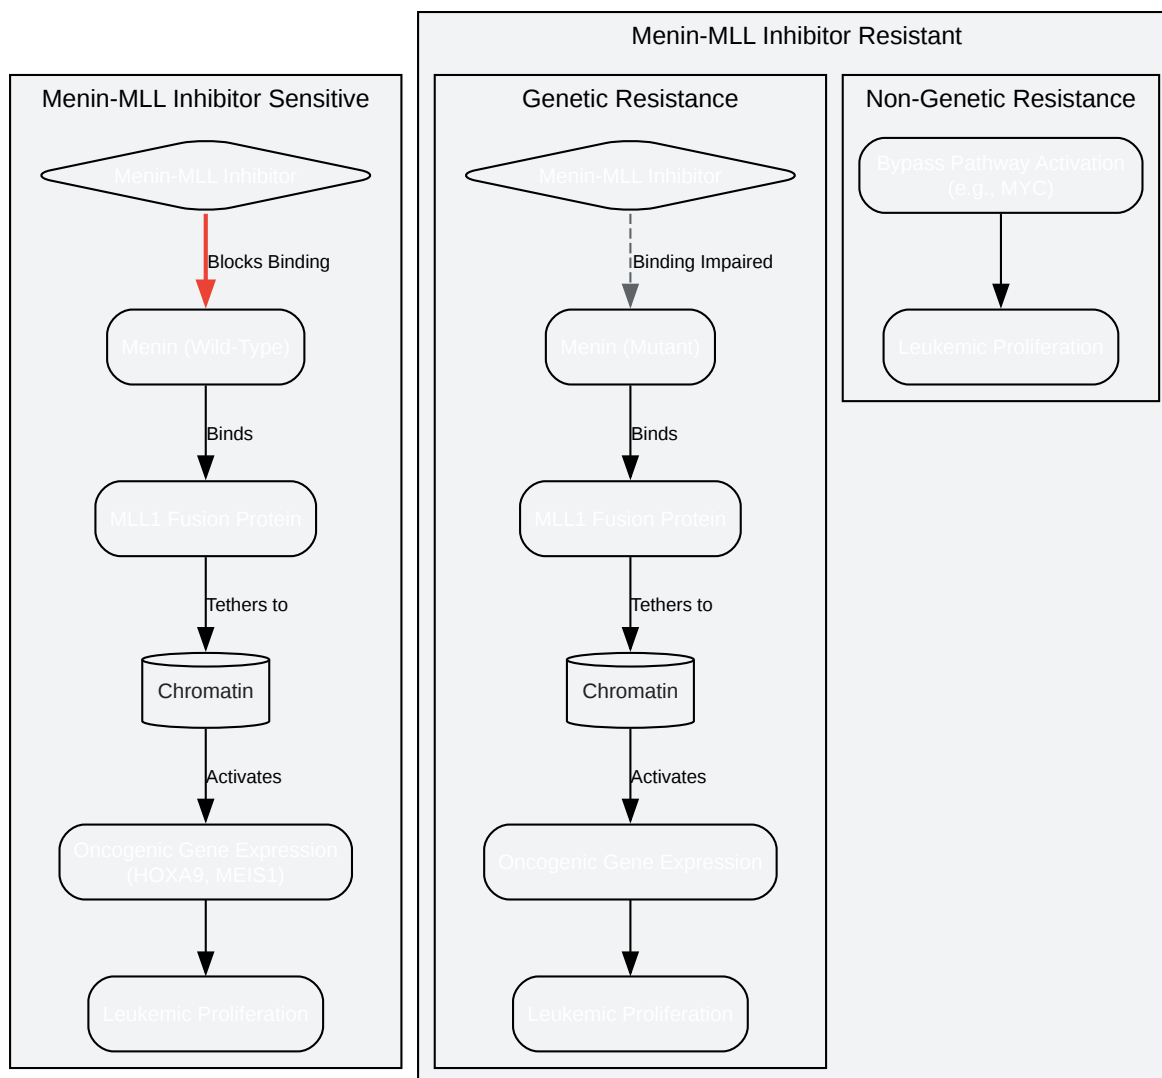 Menin-MLL Inhibitor Resistant
Menin-MLL Inhibitor Sensitive
Menin-MLL Inhibitor
Blocks Binding
Menin (Wild-Type)
Binds
MLL1 Fusion Protein
Tethers to
Chromatin
Activates
Oncogenic Gene Expression
(HOXA9, MEIS1)
Leukemic Proliferation
Genetic Resistance
Menin-MLL Inhibitor
Binding Impaired
Menin (Mutant)
Binds
MLL1 Fusion Protein
Tethers to
Chromatin
Activates
Oncogenic Gene Expression
Leukemic Proliferation
Non-Genetic Resistance
Bypass Pathway Activation
(e.g., MYC)
Leukemic Proliferation